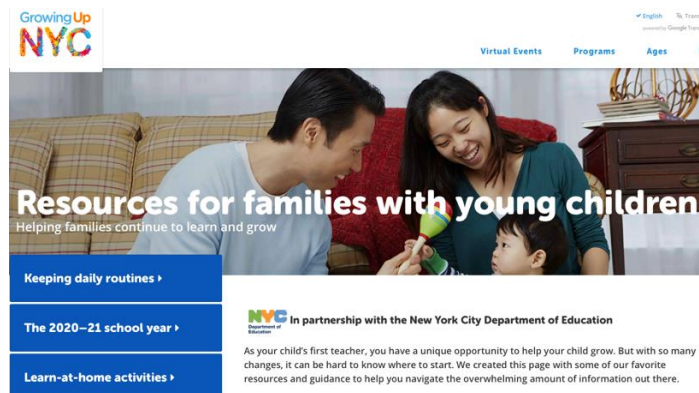 Growing Up
NYC
English
powered by Google
Virtual Events
Programs
Ages
Resources for families with young children
Helping families continue to learn and grow
Keeping daily routines
The 2020–21 school year
Learn-at-home activities
NYC
Department of
Education
In partnership with the New York City Department of Education
As your child's first teacher, you have a unique opportunity to help your child grow. But with so many
changes, it can be hard to know where to start. We created this page with some of our favorite
resources and guidance to help you navigate the overwhelming amount of information out there.